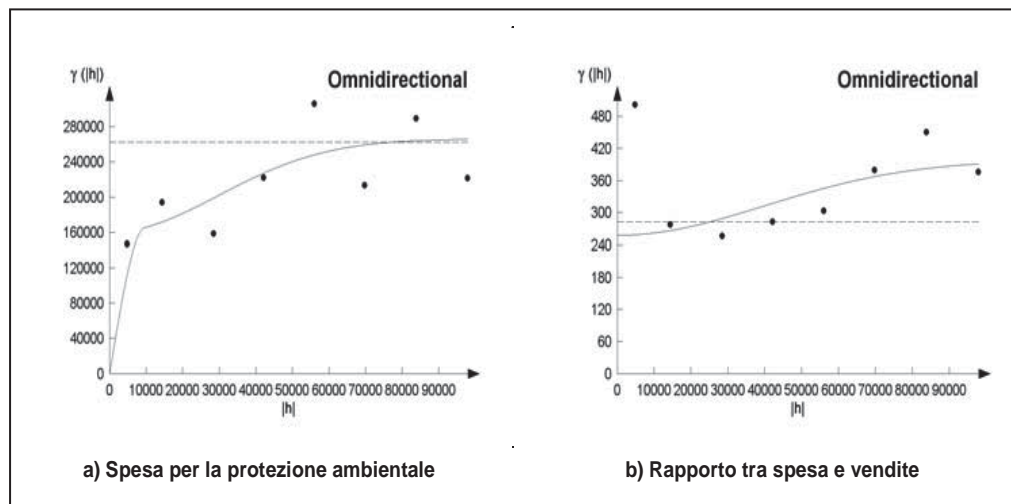 γ (|h|)
Omnidirectional
280000
240000
200000
160000
120000
80000
40000
0
0 10000 20000 30000 40000 50000 60000 70000 80000 90000
|h|
a) Spesa per la protezione ambientale
γ (|h|)
Omnidirectional
480
420
360
300
240
180
120
60
0
0 10000 20000 30000 40000 50000 60000 70000 80000 90000
|h|
b) Rapporto tra spesa e vendite